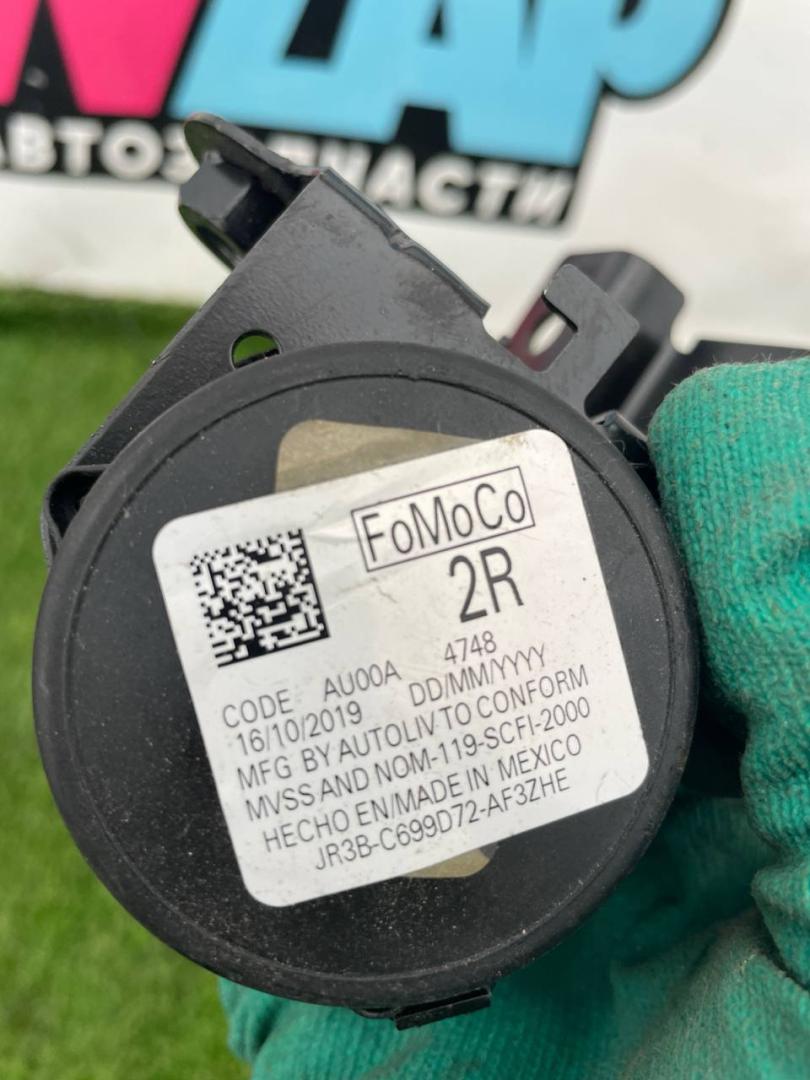 ZAP
АВТОЗАПЧАСТИ
FoMoCo
2R
CODE AU00A 4748
16/10/2019 DD/MM/YYYY
MFG BY AUTOLIV TO CONFORM
MVSS AND NOM-119-SCFI-2000
HECHO EN/MADE IN MEXICO
JR3B-C699D72-AF3ZHE